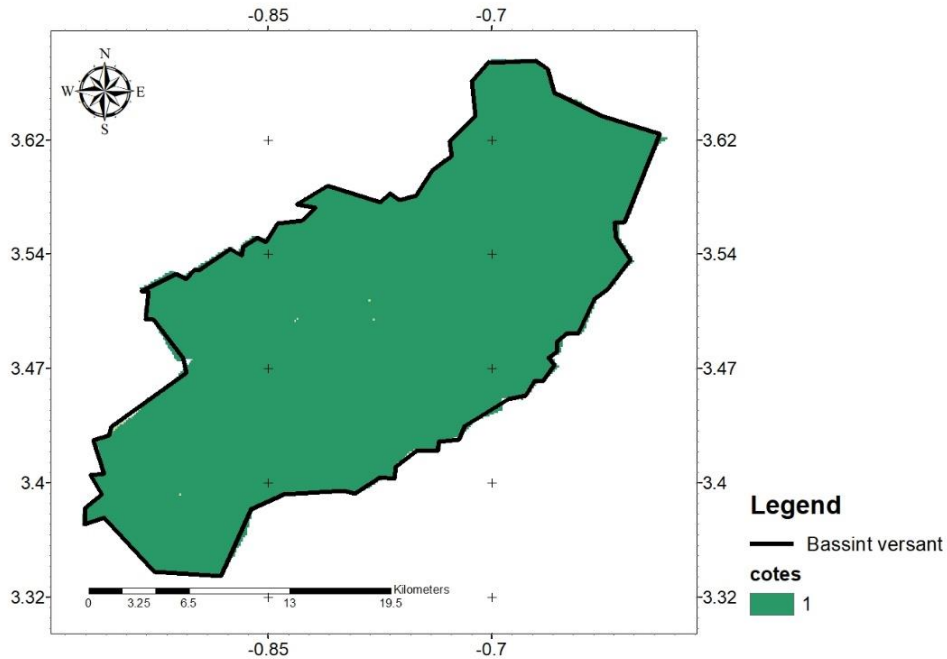 -0.85 -0.7
N
W E
S
3.62 3.62
3.54 3.54
3.47 3.47
3.4 3.4
3.32 3.32
Kilometers
0 3.25 6.5 13 19.5
-0.85 -0.7
Legend
Bassint versant
cotes
1